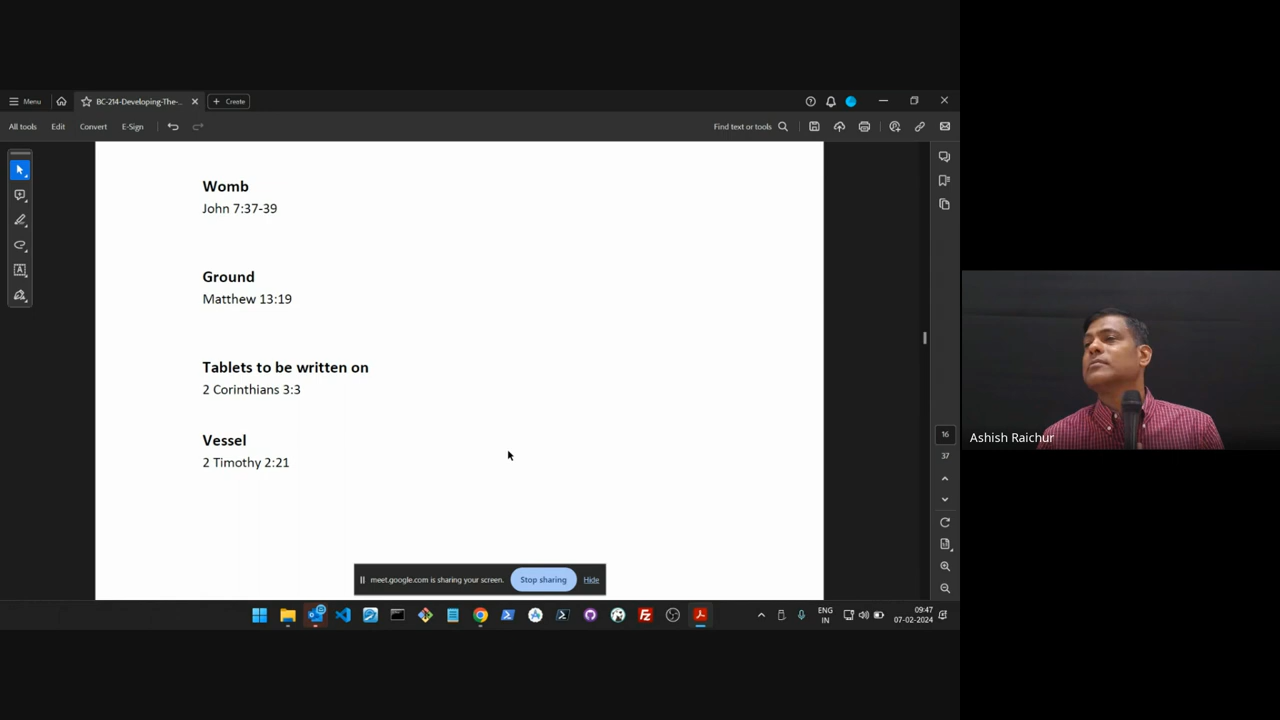 Menu
BC-214-Developing-The-...
Create
All tools
Edit
Convert
E-Sign
Find text or tools
Womb
John 7:37-39
Ground
Matthew 13:19
Tablets to be written on
2 Corinthians 3:3
Vessel
2 Timothy 2:21
16
37
meet.google.com is sharing your screen.
Stop sharing
Hide
ENG
IN
09:47
07-02-2024
Ashish Raichur